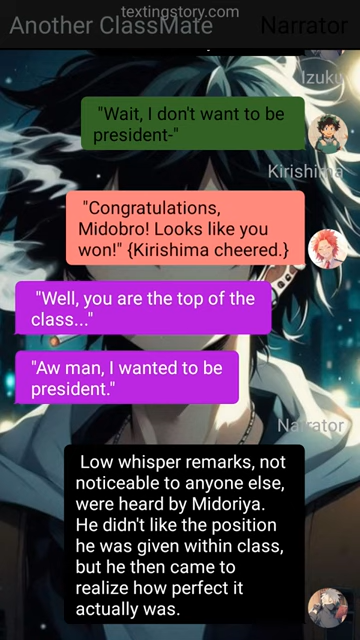 textingstory.com
Another ClassMate
Narrator
Izuku
"Wait, I don't want to be
president-"
Kirishima
"Congratulations,
Midobro! Looks like you
won!" {Kirishima cheered.}
"Well, you are the top of the
class..."
"Aw man, I wanted to be
president."
Narrator
Low whisper remarks, not
noticeable to anyone else,
were heard by Midoriya.
He didn't like the position
he was given within class,
but he then came to
realize how perfect it
actually was.